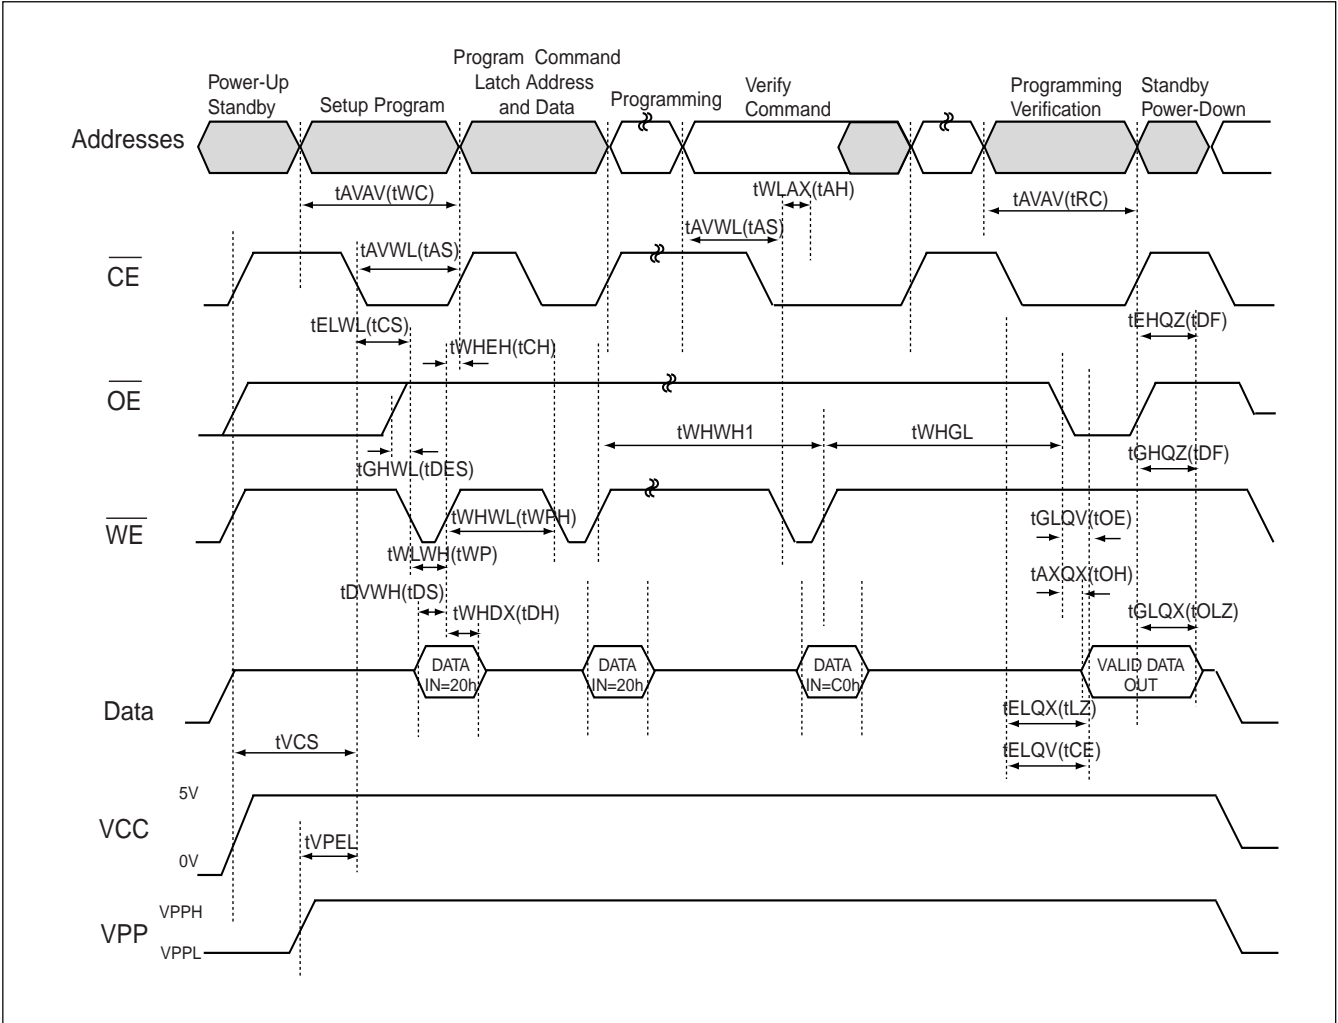 Program Command
Power-Up
Latch Address
Verify
Programming
Standby
Standby
Setup Program
and Data
Programming
Command
Verification
Power-Down
Addresses
tAVAV(tWC)
tWLAX(tAH)
tAVAV(tRC)
tAVWL(tAS)
tAVWL(tAS)
CE
tELWL(tCS)
tEHQZ(tDF)
tWHEH(tCH)
OE
tWHWH1
tWHGL
tGHQZ(tDF)
tGHWL(tDES)
WE
tWHWL(tWPH)
tGLQV(tOE)
tWLWH(tWP)
tAXQX(tOH)
tDVWH(tDS)
tWHDX(tDH)
tGLQX(tOLZ)
DATA
IN=20h
DATA
IN=20h
DATA
IN=C0h
VALID DATA
OUT
Data
tELQX(tLZ)
tVCS
tELQV(tCE)
5V
VCC
tVPEL
0V
VPPH
VPP
VPPL